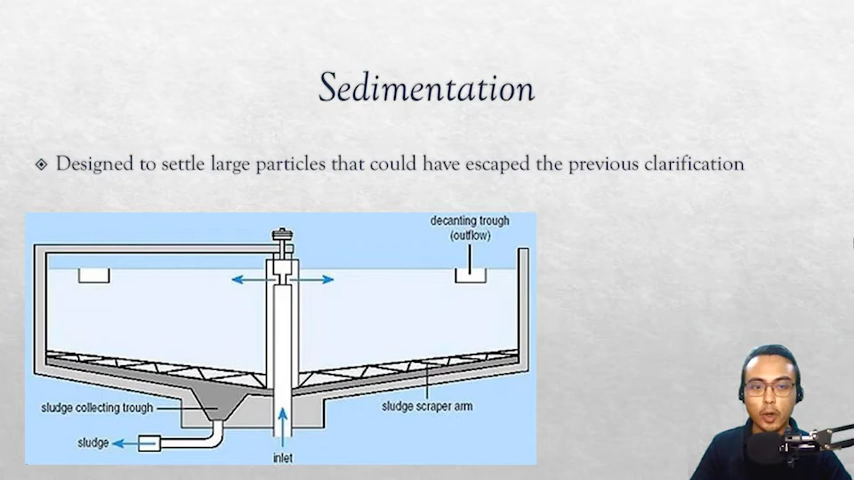 Sedimentation
Designed to settle large particles that could have escaped the previous clarification
decanting trough
(outflow)
sludge collecting trough
sludge scraper arm
sludge
inlet